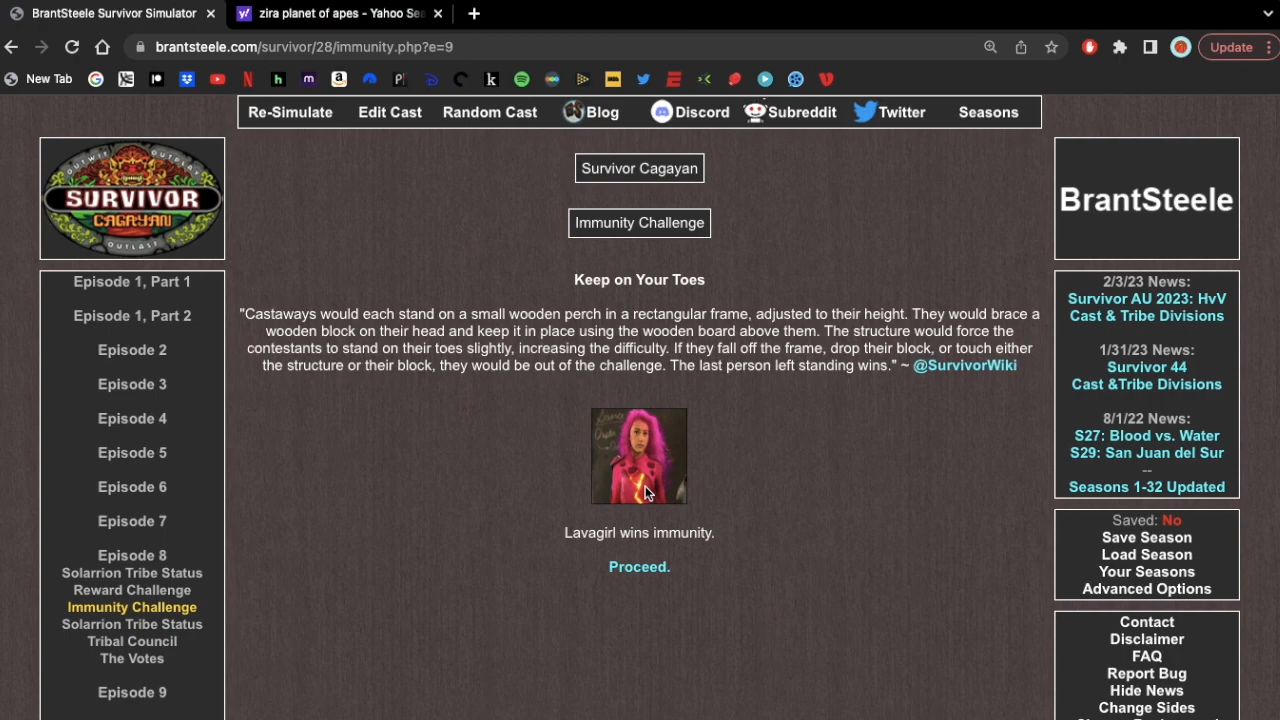 BrantSteele Survivor Simulator
zira planet of apes - Yahoo Sea
brantsteele.com/survivor/28/immunity.php?e=9
Update
New Tab
Re-Simulate Edit Cast Random Cast Blog Discord Subreddit Twitter Seasons
OUTWIT OUTPLAY
SURVIVOR
CAGAYAN
OUTLAST
Episode 1, Part 1
Episode 1, Part 2
Episode 2
Episode 3
Episode 4
Episode 5
Episode 6
Episode 7
Episode 8
Solarrion Tribe Status
Reward Challenge
Immunity Challenge
Solarrion Tribe Status
Tribal Council
The Votes
Episode 9
Survivor Cagayan
Immunity Challenge
Keep on Your Toes
"Castaways would each stand on a small wooden perch in a rectangular frame, adjusted to their height. They would brace a
wooden block on their head and keep it in place using the wooden board above them. The structure would force the
contestants to stand on their toes slightly, increasing the difficulty. If they fall off the frame, drop their block, or touch either
the structure or their block, they would be out of the challenge. The last person left standing wins." ~ @SurvivorWiki
Lavagirl wins immunity.
Proceed.
BrantSteele
2/3/23 News:
Survivor AU 2023: HvV
Cast & Tribe Divisions
1/31/23 News:
Survivor 44
Cast &Tribe Divisions
8/1/22 News:
S27: Blood vs. Water
S29: San Juan del Sur
--
Seasons 1-32 Updated
Saved: No
Save Season
Load Season
Your Seasons
Advanced Options
Contact
Disclaimer
FAQ
Report Bug
Hide News
Change Sides